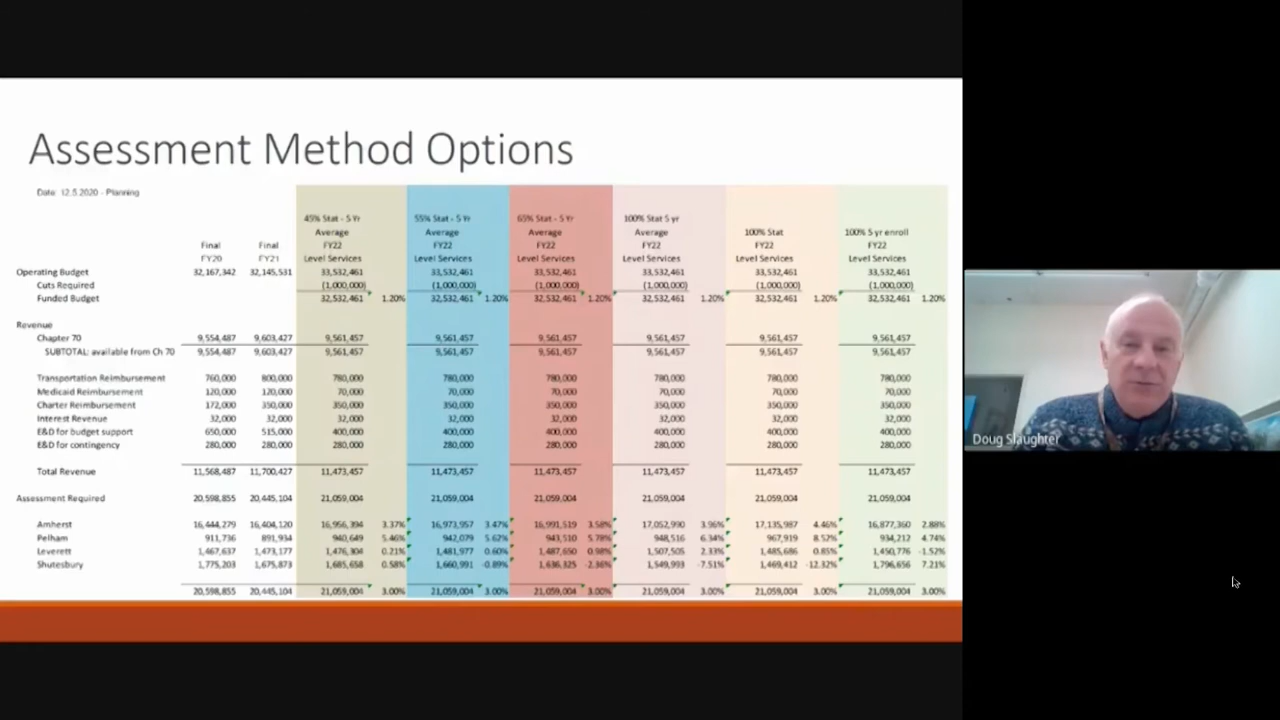 Assessment Method Options
Date: 12.5.2020 - Planning
45% Stat - 5 Yr 55% Stat - 5 Yr 65% Stat - 5 Yr 100% Stat 5 yr
Average Average Average Average 100% Stat 100% 5 yr enroll
Final Final FY22 FY22 FY22 FY22 FY22 FY22
FY20 FY21 Level Services Level Services Level Services Level Services Level Services Level Services
Operating Budget 32,167,342 32,145,531 33,532,461 33,532,461 33,532,461 33,532,461 33,532,461 33,532,461
Cuts Required (1,000,000) (1,000,000) (1,000,000) (1,000,000) (1,000,000) (1,000,000)
Funded Budget 32,532,461 1.20% 32,532,461 1.20% 32,532,461 1.20% 32,532,461 1.20% 32,532,461 1.20% 32,532,461 1.20%
Revenue
Chapter 70 9,554,487 9,603,427 9,561,457 9,561,457 9,561,457 9,561,457 9,561,457 9,561,457
SUBTOTAL: available from Ch 70 9,554,487 9,603,427 9,561,457 9,561,457 9,561,457 9,561,457 9,561,457 9,561,457
Transportation Reimbursement 760,000 800,000 780,000 780,000 780,000 780,000 780,000 780,000
Medicaid Reimbursement 120,000 120,000 70,000 70,000 70,000 70,000 70,000 70,000
Charter Reimbursement 172,000 350,000 350,000 350,000 350,000 350,000 350,000 350,000
Interest Revenue 32,000 32,000 32,000 32,000 32,000 32,000 32,000 32,000
E&D for budget support 650,000 515,000 400,000 400,000 400,000 400,000 400,000 400,000
E&D for contingency 280,000 280,000 280,000 280,000 280,000 280,000 280,000 280,000
Total Revenue 11,568,487 11,700,427 11,473,457 11,473,457 11,473,457 11,473,457 11,473,457 11,473,457
Assessment Required 20,598,855 20,445,104 21,059,004 21,059,004 21,059,004 21,059,004 21,059,004 21,059,004
Amherst 16,444,279 16,404,120 16,956,394 3.37% 16,973,957 3.47% 16,991,519 3.58% 17,052,990 3.96% 17,135,987 4.46% 16,877,360 2.88%
Pelham 911,736 891,934 940,649 5.46% 942,079 5.62% 943,510 5.78% 948,516 6.34% 967,919 8.52% 934,212 4.74%
Leverett 1,467,637 1,473,177 1,476,304 0.21% 1,481,977 0.60% 1,487,650 0.98% 1,507,505 2.33% 1,485,686 0.85% 1,450,776 -1.52%
Shutesbury 1,775,203 1,675,873 1,685,658 0.58% 1,660,991 -0.89% 1,636,325 -2.36% 1,549,993 -7.51% 1,469,412 -12.32% 1,796,656 7.21%
20,598,855 20,445,104 21,059,004 3.00% 21,059,004 3.00% 21,059,004 3.00% 21,059,004 3.00% 21,059,004 3.00% 21,059,004 3.00%
Doug Slaughter